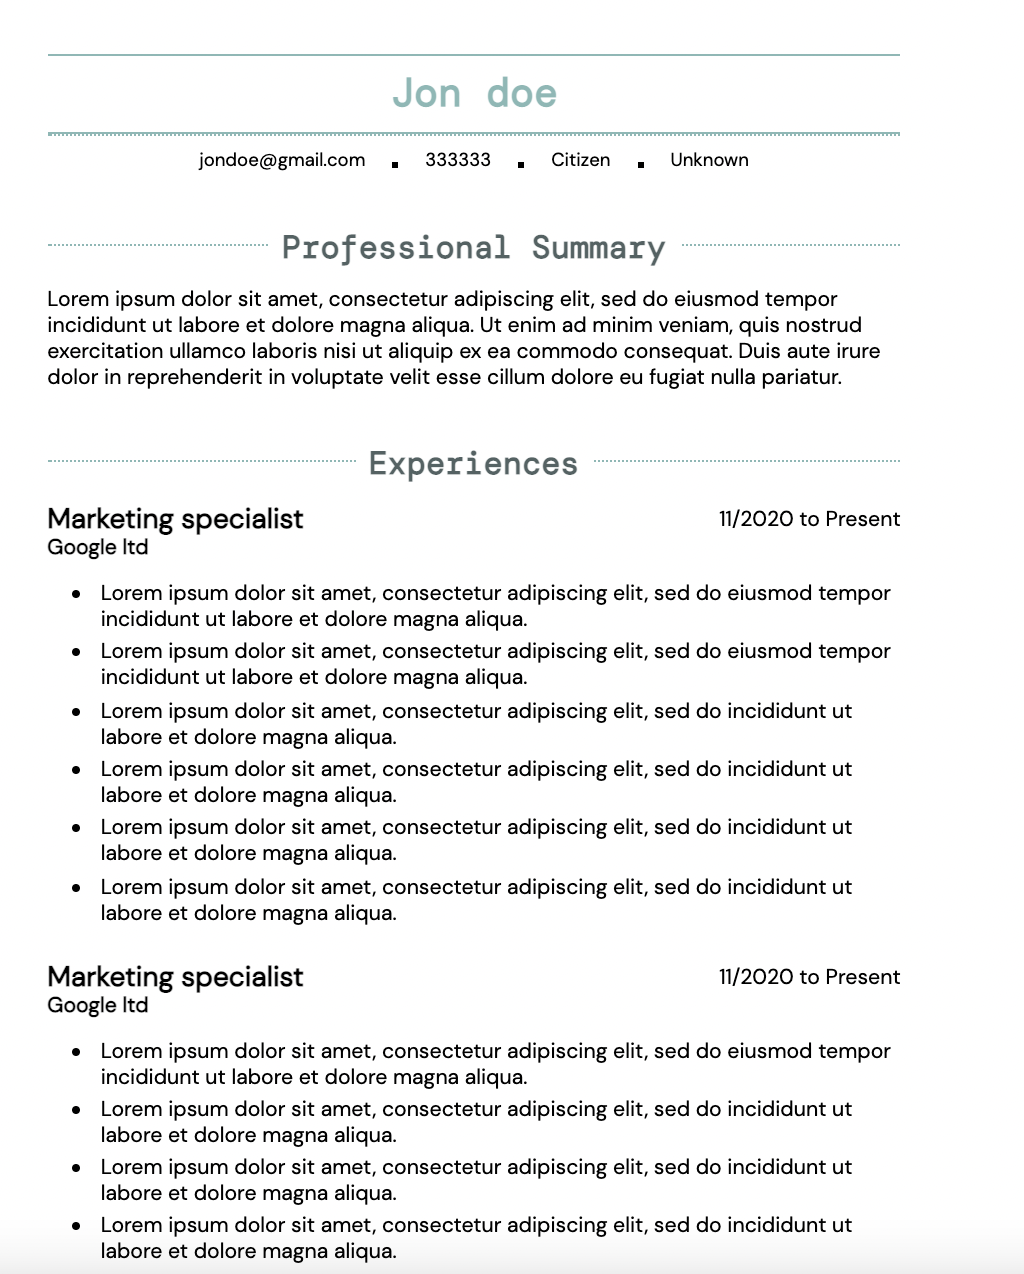 Jon doe
jondoe@gmail.com ▪ 333333 ▪ Citizen ▪ Unknown
Professional Summary
Lorem ipsum dolor sit amet, consectetur adipiscing elit, sed do eiusmod tempor
incididunt ut labore et dolore magna aliqua. Ut enim ad minim veniam, quis nostrud
exercitation ullamco laboris nisi ut aliquip ex ea commodo consequat. Duis aute irure
dolor in reprehenderit in voluptate velit esse cillum dolore eu fugiat nulla pariatur.
Experiences
Marketing specialist 11/2020 to Present
Google ltd
• Lorem ipsum dolor sit amet, consectetur adipiscing elit, sed do eiusmod tempor
incididunt ut labore et dolore magna aliqua.
• Lorem ipsum dolor sit amet, consectetur adipiscing elit, sed do eiusmod tempor
incididunt ut labore et dolore magna aliqua.
• Lorem ipsum dolor sit amet, consectetur adipiscing elit, sed do incididunt ut
labore et dolore magna aliqua.
• Lorem ipsum dolor sit amet, consectetur adipiscing elit, sed do incididunt ut
labore et dolore magna aliqua.
• Lorem ipsum dolor sit amet, consectetur adipiscing elit, sed do incididunt ut
labore et dolore magna aliqua.
• Lorem ipsum dolor sit amet, consectetur adipiscing elit, sed do incididunt ut
labore et dolore magna aliqua.
Marketing specialist 11/2020 to Present
Google ltd
• Lorem ipsum dolor sit amet, consectetur adipiscing elit, sed do eiusmod tempor
incididunt ut labore et dolore magna aliqua.
• Lorem ipsum dolor sit amet, consectetur adipiscing elit, sed do incididunt ut
labore et dolore magna aliqua.
• Lorem ipsum dolor sit amet, consectetur adipiscing elit, sed do incididunt ut
labore et dolore magna aliqua.
• Lorem ipsum dolor sit amet, consectetur adipiscing elit, sed do incididunt ut
labore et dolore magna aliqua.